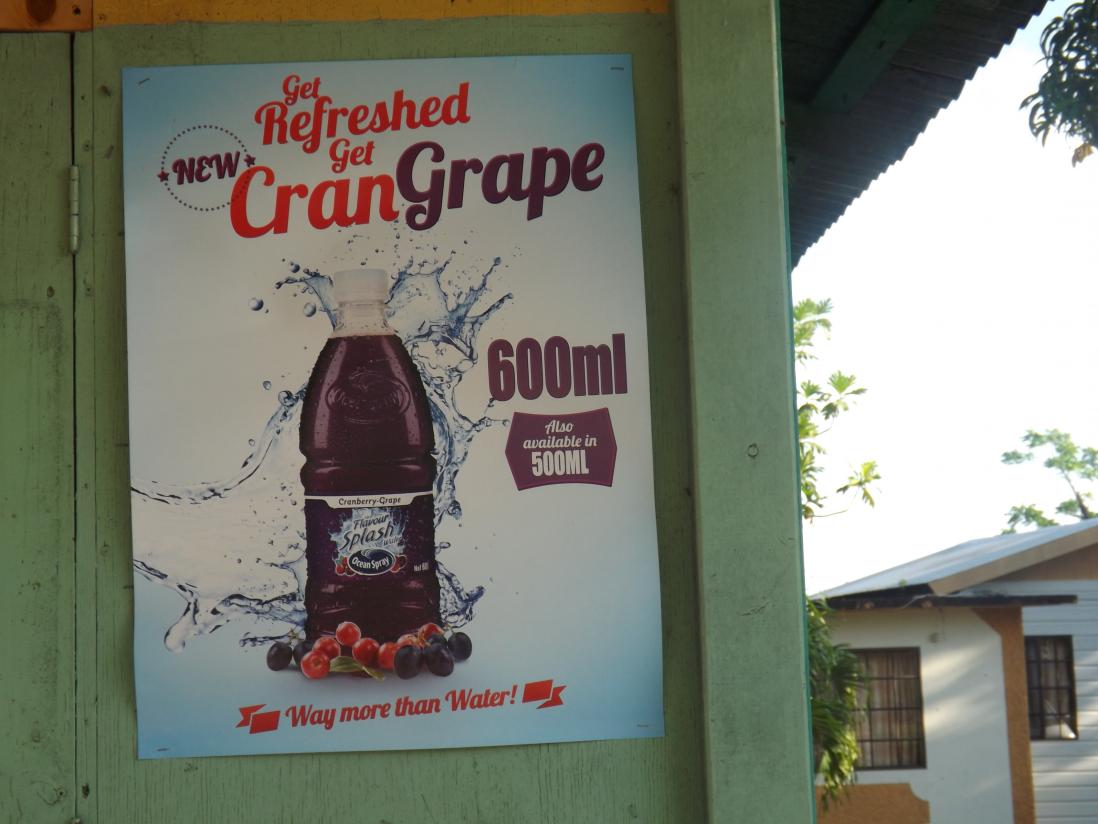 Get
Refreshed
Get
NEW
CranGrape
600ml
Also
available in
500ML
Cranberry-Grape
Flavour
Splash
water
Ocean Spray
Way more than Water!